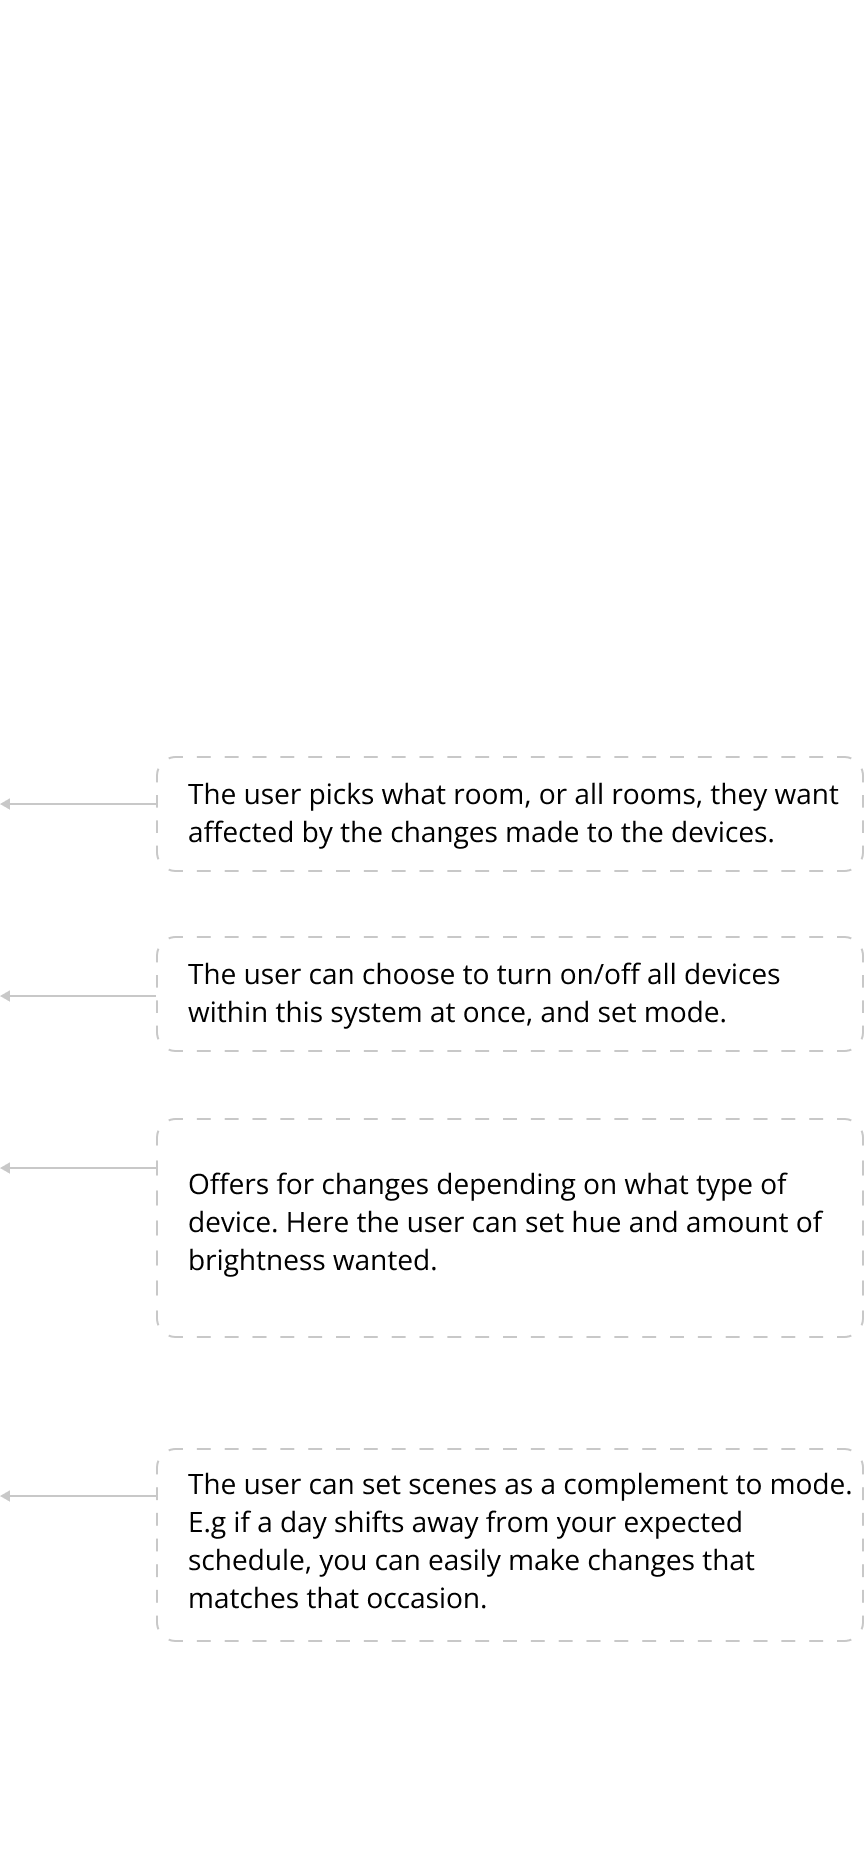 The user picks what room, or all rooms, they want
affected by the changes made to the devices.
The user can choose to turn on/off all devices
within this system at once, and set mode.
Offers for changes depending on what type of
device. Here the user can set hue and amount of
brightness wanted.
The user can set scenes as a complement to mode.
E.g if a day shifts away from your expected
schedule, you can easily make changes that
matches that occasion.